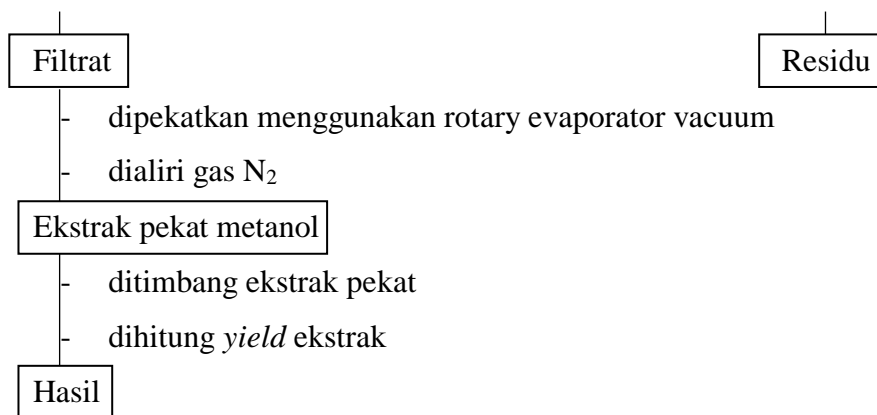 Filtrat
Residu
- dipekatkan menggunakan rotary evaporator vacuum
- dialiri gas N₂
Ekstrak pekat metanol
- ditimbang ekstrak pekat
- dihitung yield ekstrak
Hasil